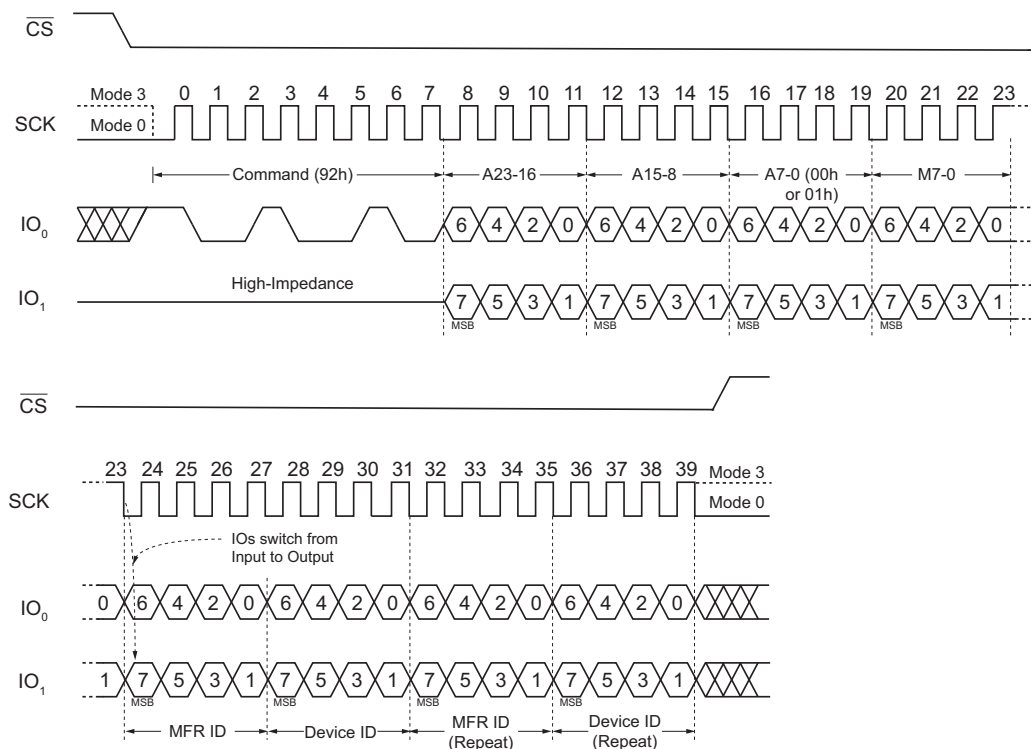 CS
Mode 3
0 1 2 3 4 5 6 7 8 9 10 11 12 13 14 15 16 17 18 19 20 21 22 23
SCK
Mode 0
Command (92h) A23-16 A15-8 A7-0 (00h or 01h) M7-0
IO0 6 4 2 0 6 4 2 0 6 4 2 0 6 4 2 0
High-Impedance
IO1 7 5 3 1 7 5 3 1 7 5 3 1 7 5 3 1
MSB MSB MSB MSB
CS
23 24 25 26 27 28 29 30 31 32 33 34 35 36 37 38 39
Mode 3
SCK
Mode 0
IOs switch from
Input to Output
IO0 0 6 4 2 0 6 4 2 0 6 4 2 0 6 4 2 0
IO1 1 7 5 3 1 7 5 3 1 7 5 3 1 7 5 3 1
MSB MSB MSB MSB
MFR ID Device ID MFR ID (Repeat) Device ID (Repeat)